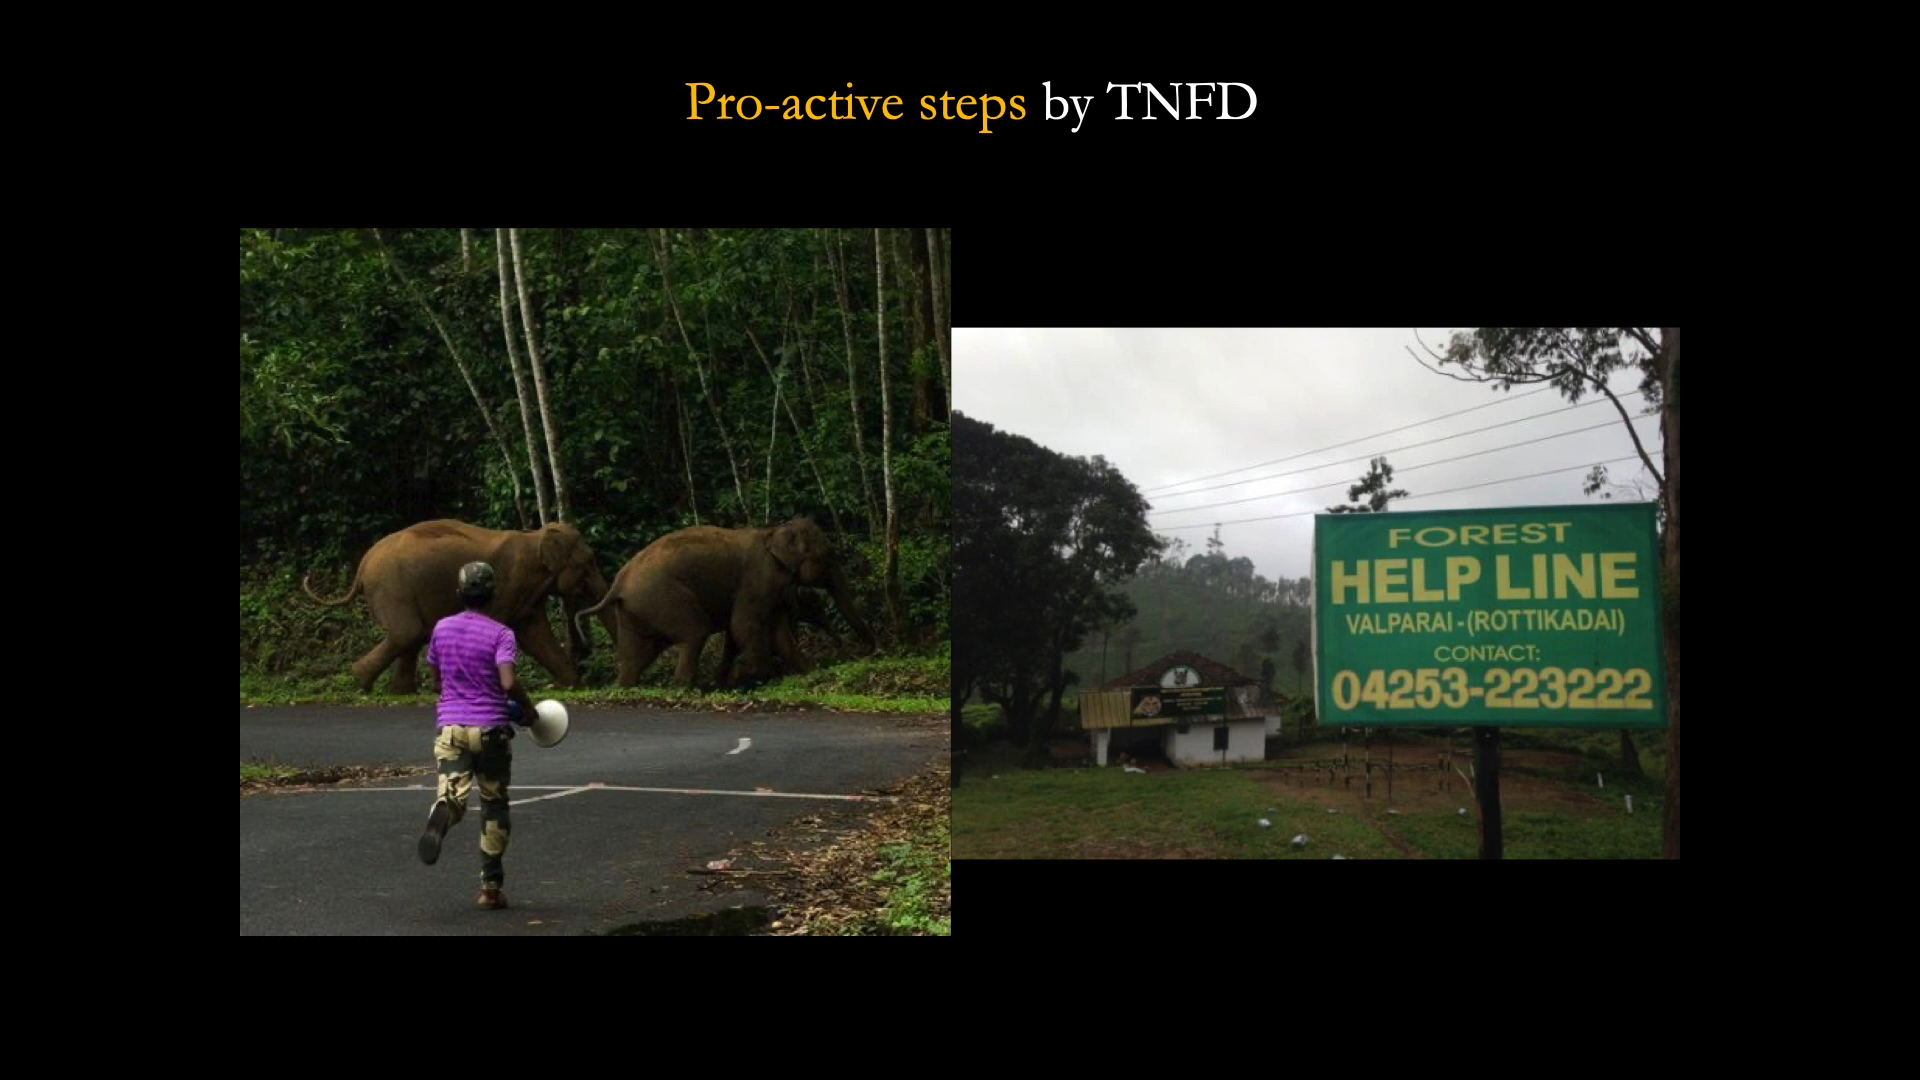 Pro-active steps by TNFD
FOREST
HELP LINE
VALPARAI - (ROTTIKADAI)
CONTACT:
04253-223222